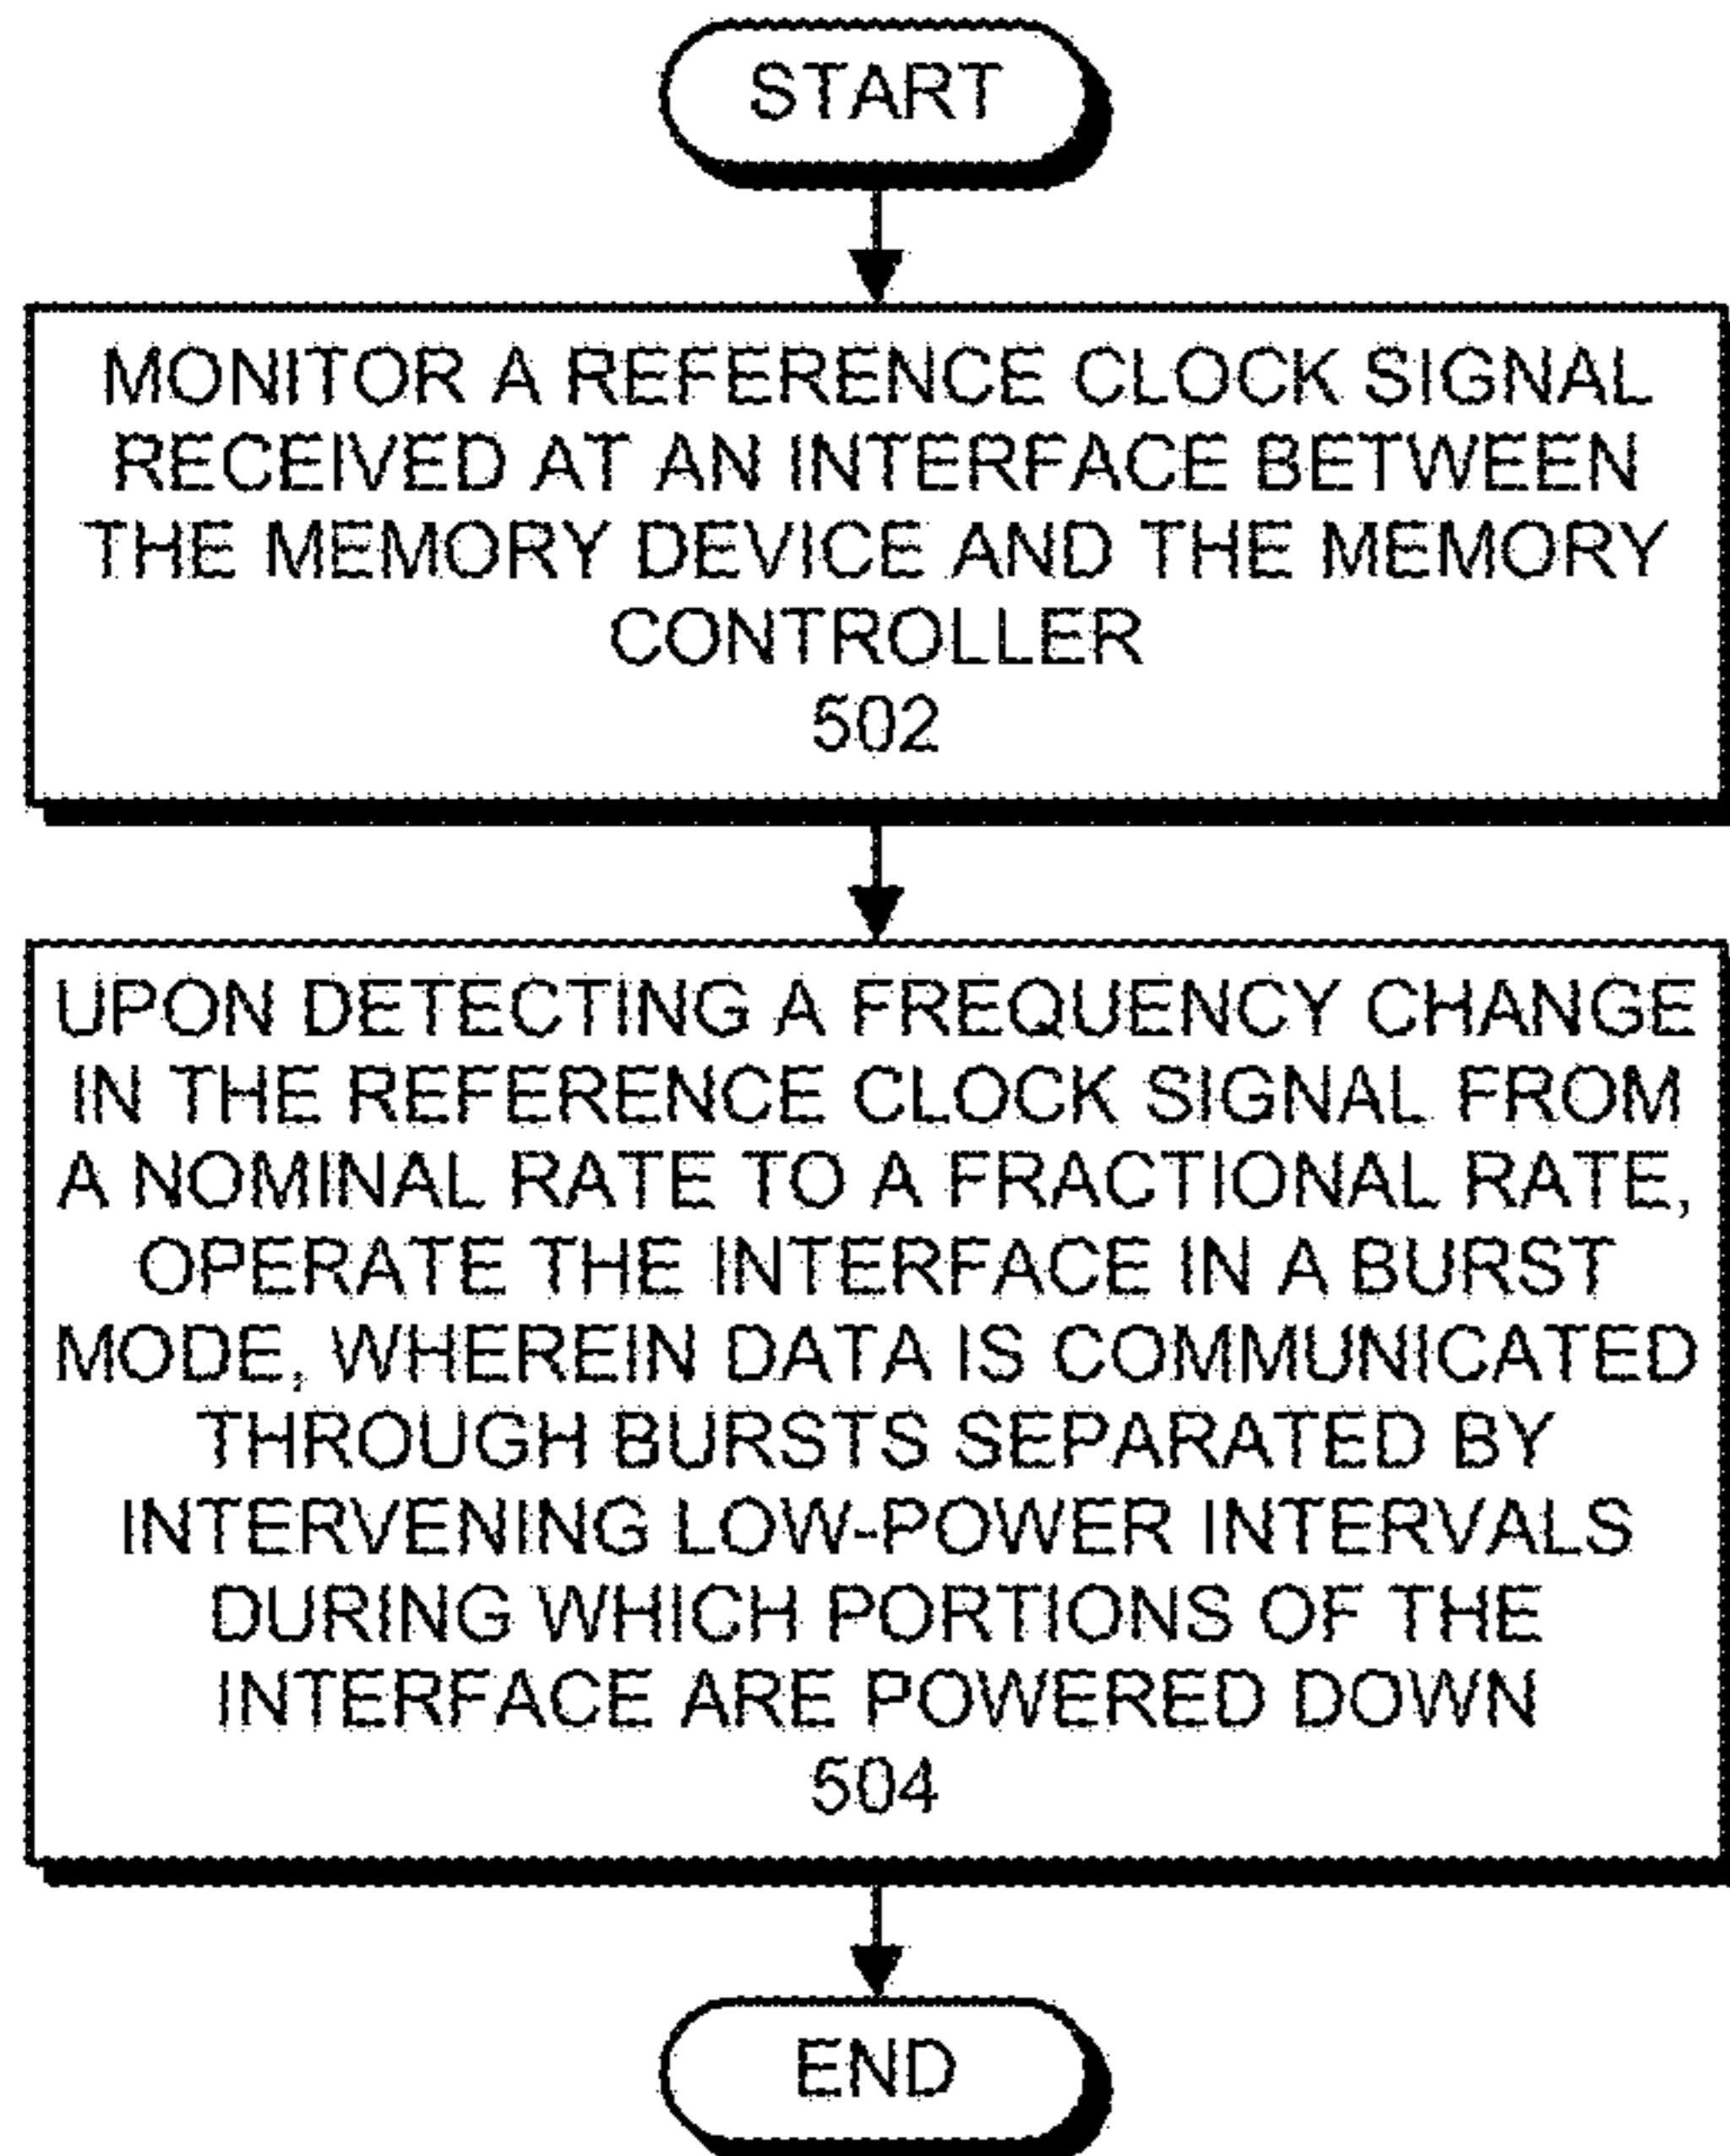 START
MONITOR A REFERENCE CLOCK SIGNAL
RECEIVED AT AN INTERFACE BETWEEN
THE MEMORY DEVICE AND THE MEMORY
CONTROLLER
502
UPON DETECTING A FREQUENCY CHANGE
IN THE REFERENCE CLOCK SIGNAL FROM
A NOMINAL RATE TO A FRACTIONAL RATE,
OPERATE THE INTERFACE IN A BURST
MODE, WHEREIN DATA IS COMMUNICATED
THROUGH BURSTS SEPARATED BY
INTERVENING LOW-POWER INTERVALS
DURING WHICH PORTIONS OF THE
INTERFACE ARE POWERED DOWN
504
END